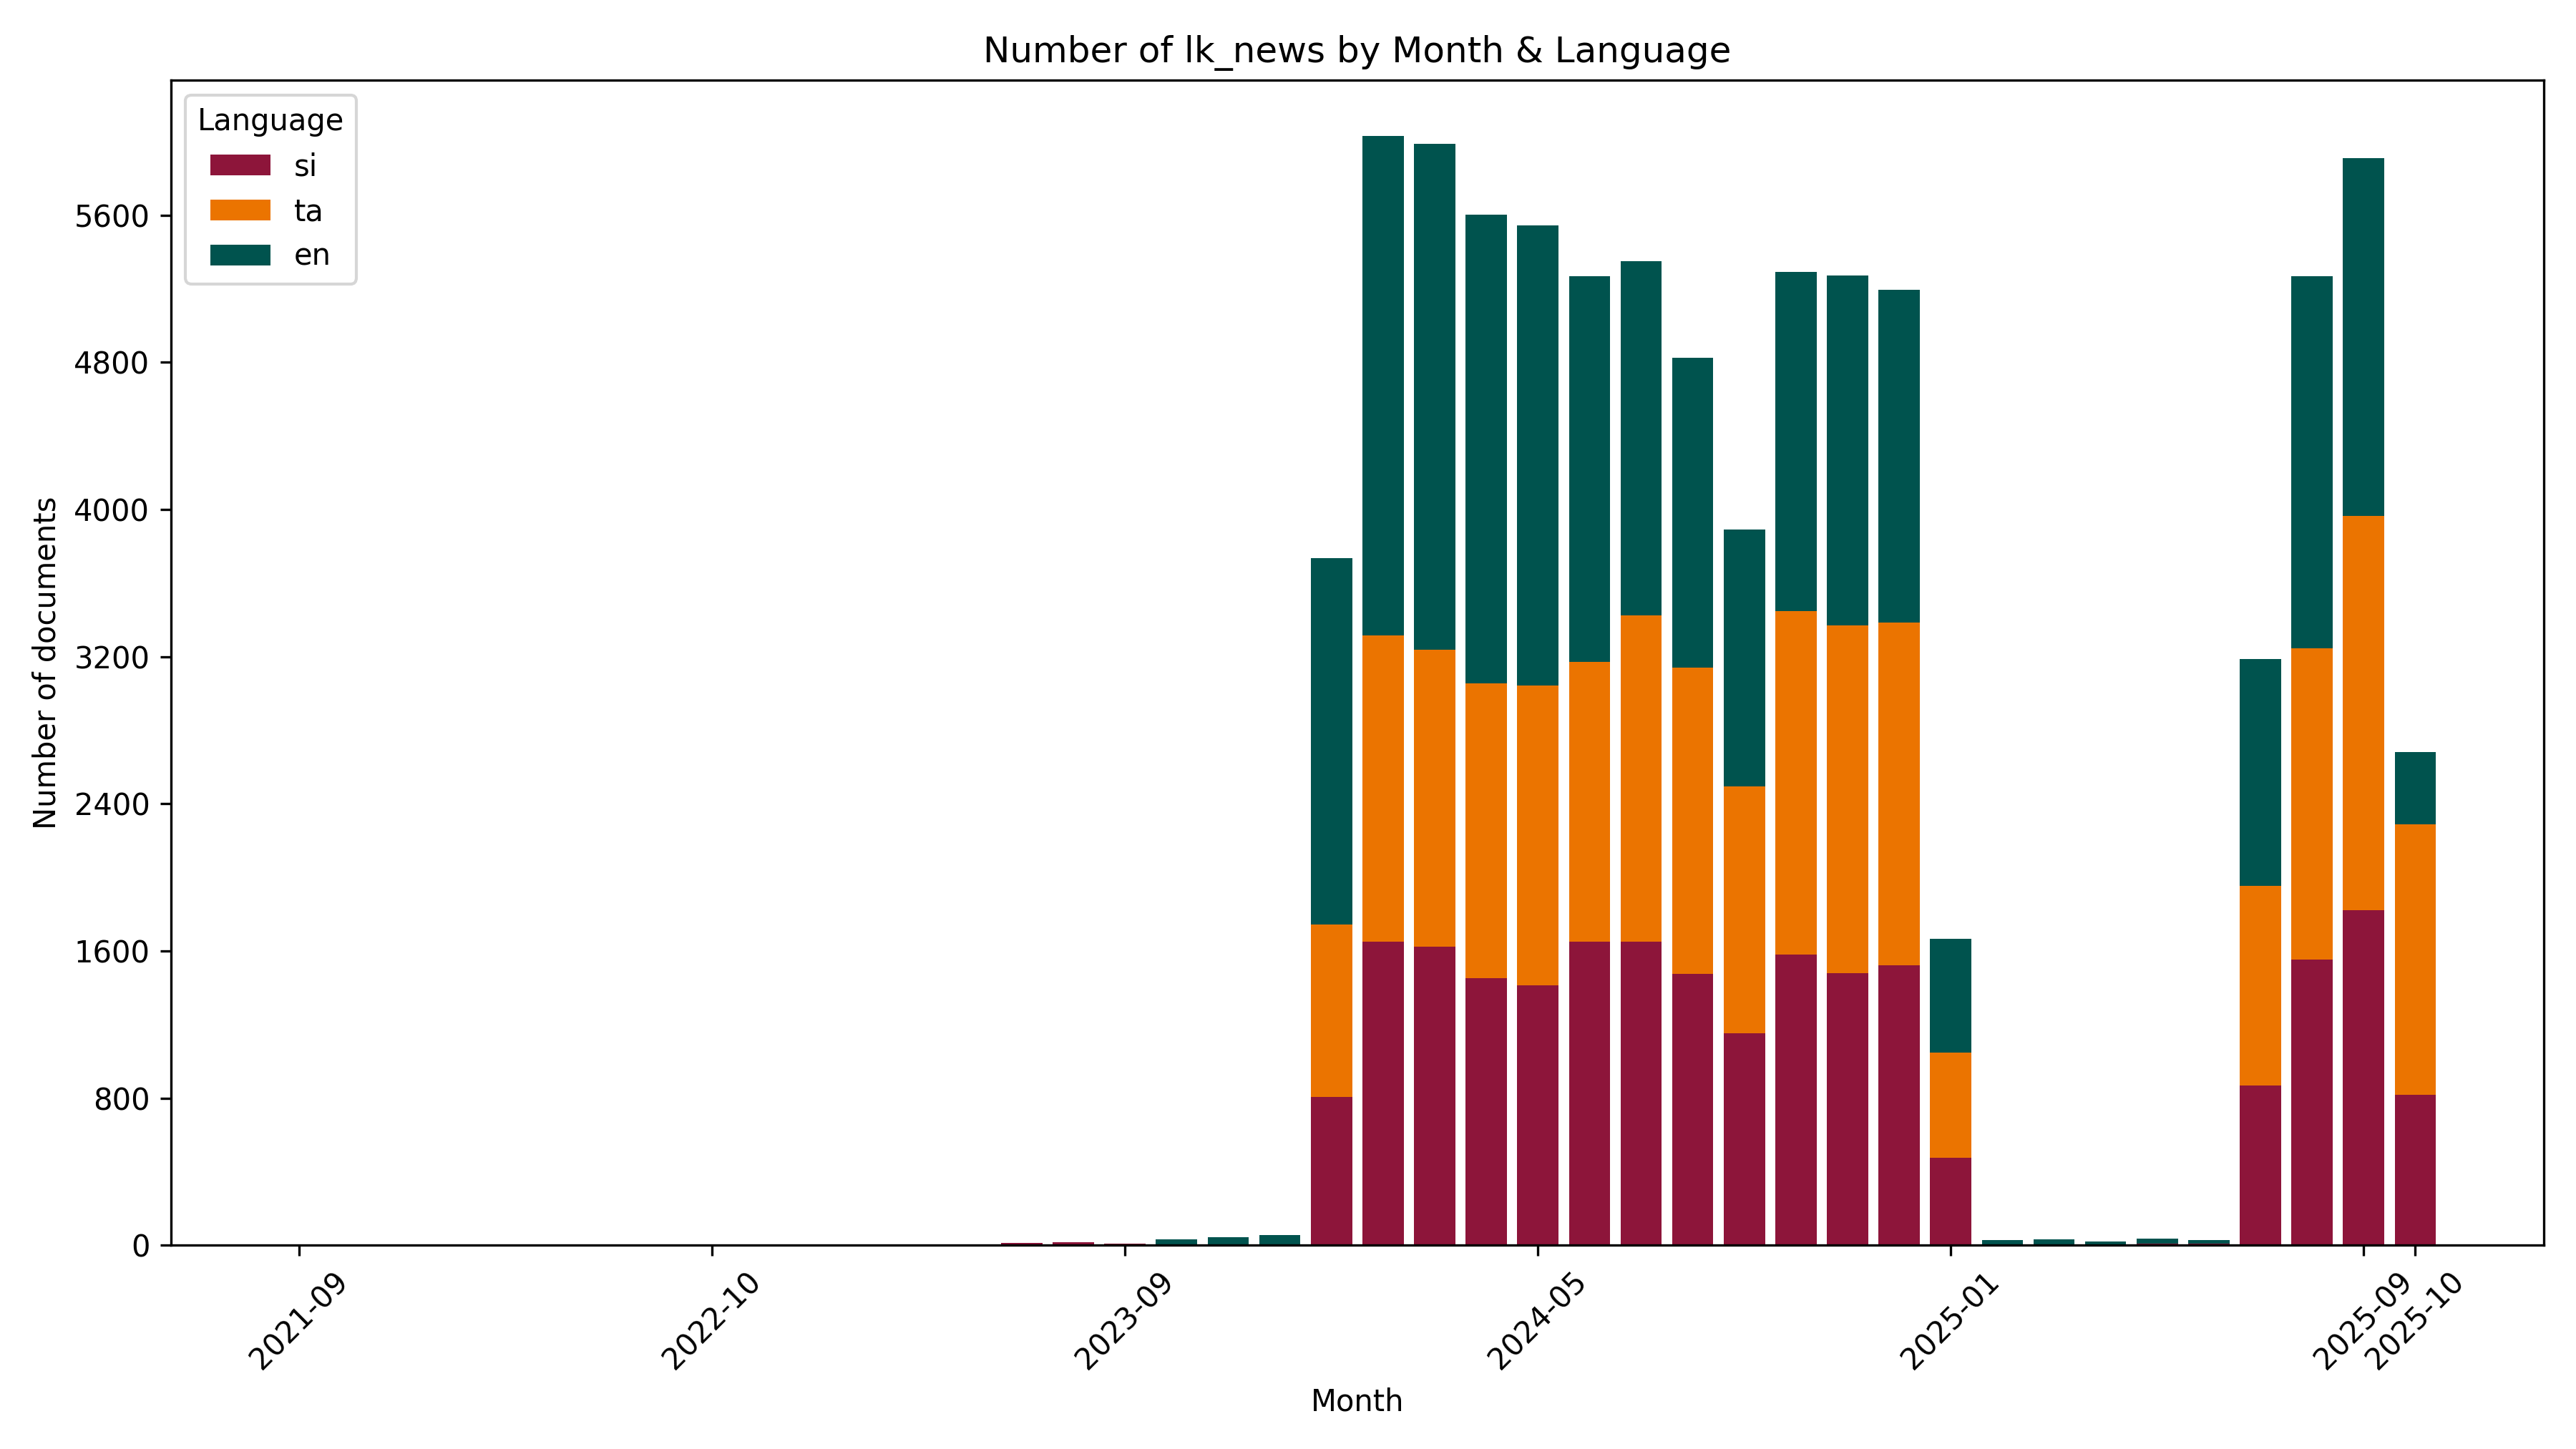 Number of lk_news by Month & Language
Language
si
ta
en
Number of documents
5600
4800
4000
3200
2400
1600
800
0
2021-09
2022-10
2023-09
2024-05
2025-01
2025-09
2025-10
Month